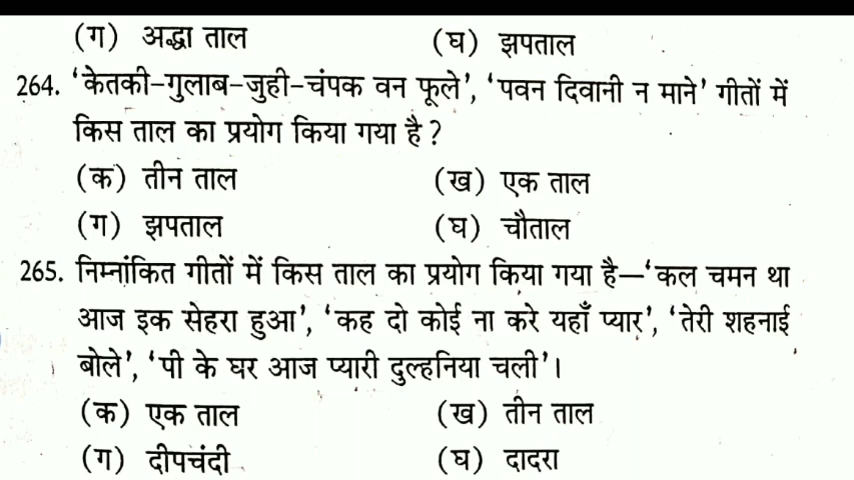 (ग) अद्धा ताल (घ) झपताल
264. ‘केतकी-गुलाब-जुही-चंपक वन फूले’, ‘पवन दिवानी न माने’ गीतों में
किस ताल का प्रयोग किया गया है ?
(क) तीन ताल (ख) एक ताल
(ग) झपताल (घ) चौताल
265. निम्नांकित गीतों में किस ताल का प्रयोग किया गया है—‘कल चमन था
आज इक सेहरा हुआ’, ‘कह दो कोई ना करे यहाँ प्यार’, ‘तेरी शहनाई
बोले’, ‘पी के घर आज प्यारी दुल्हनिया चली’।
(क) एक ताल (ख) तीन ताल
(ग) दीपचंदी (घ) दादरा